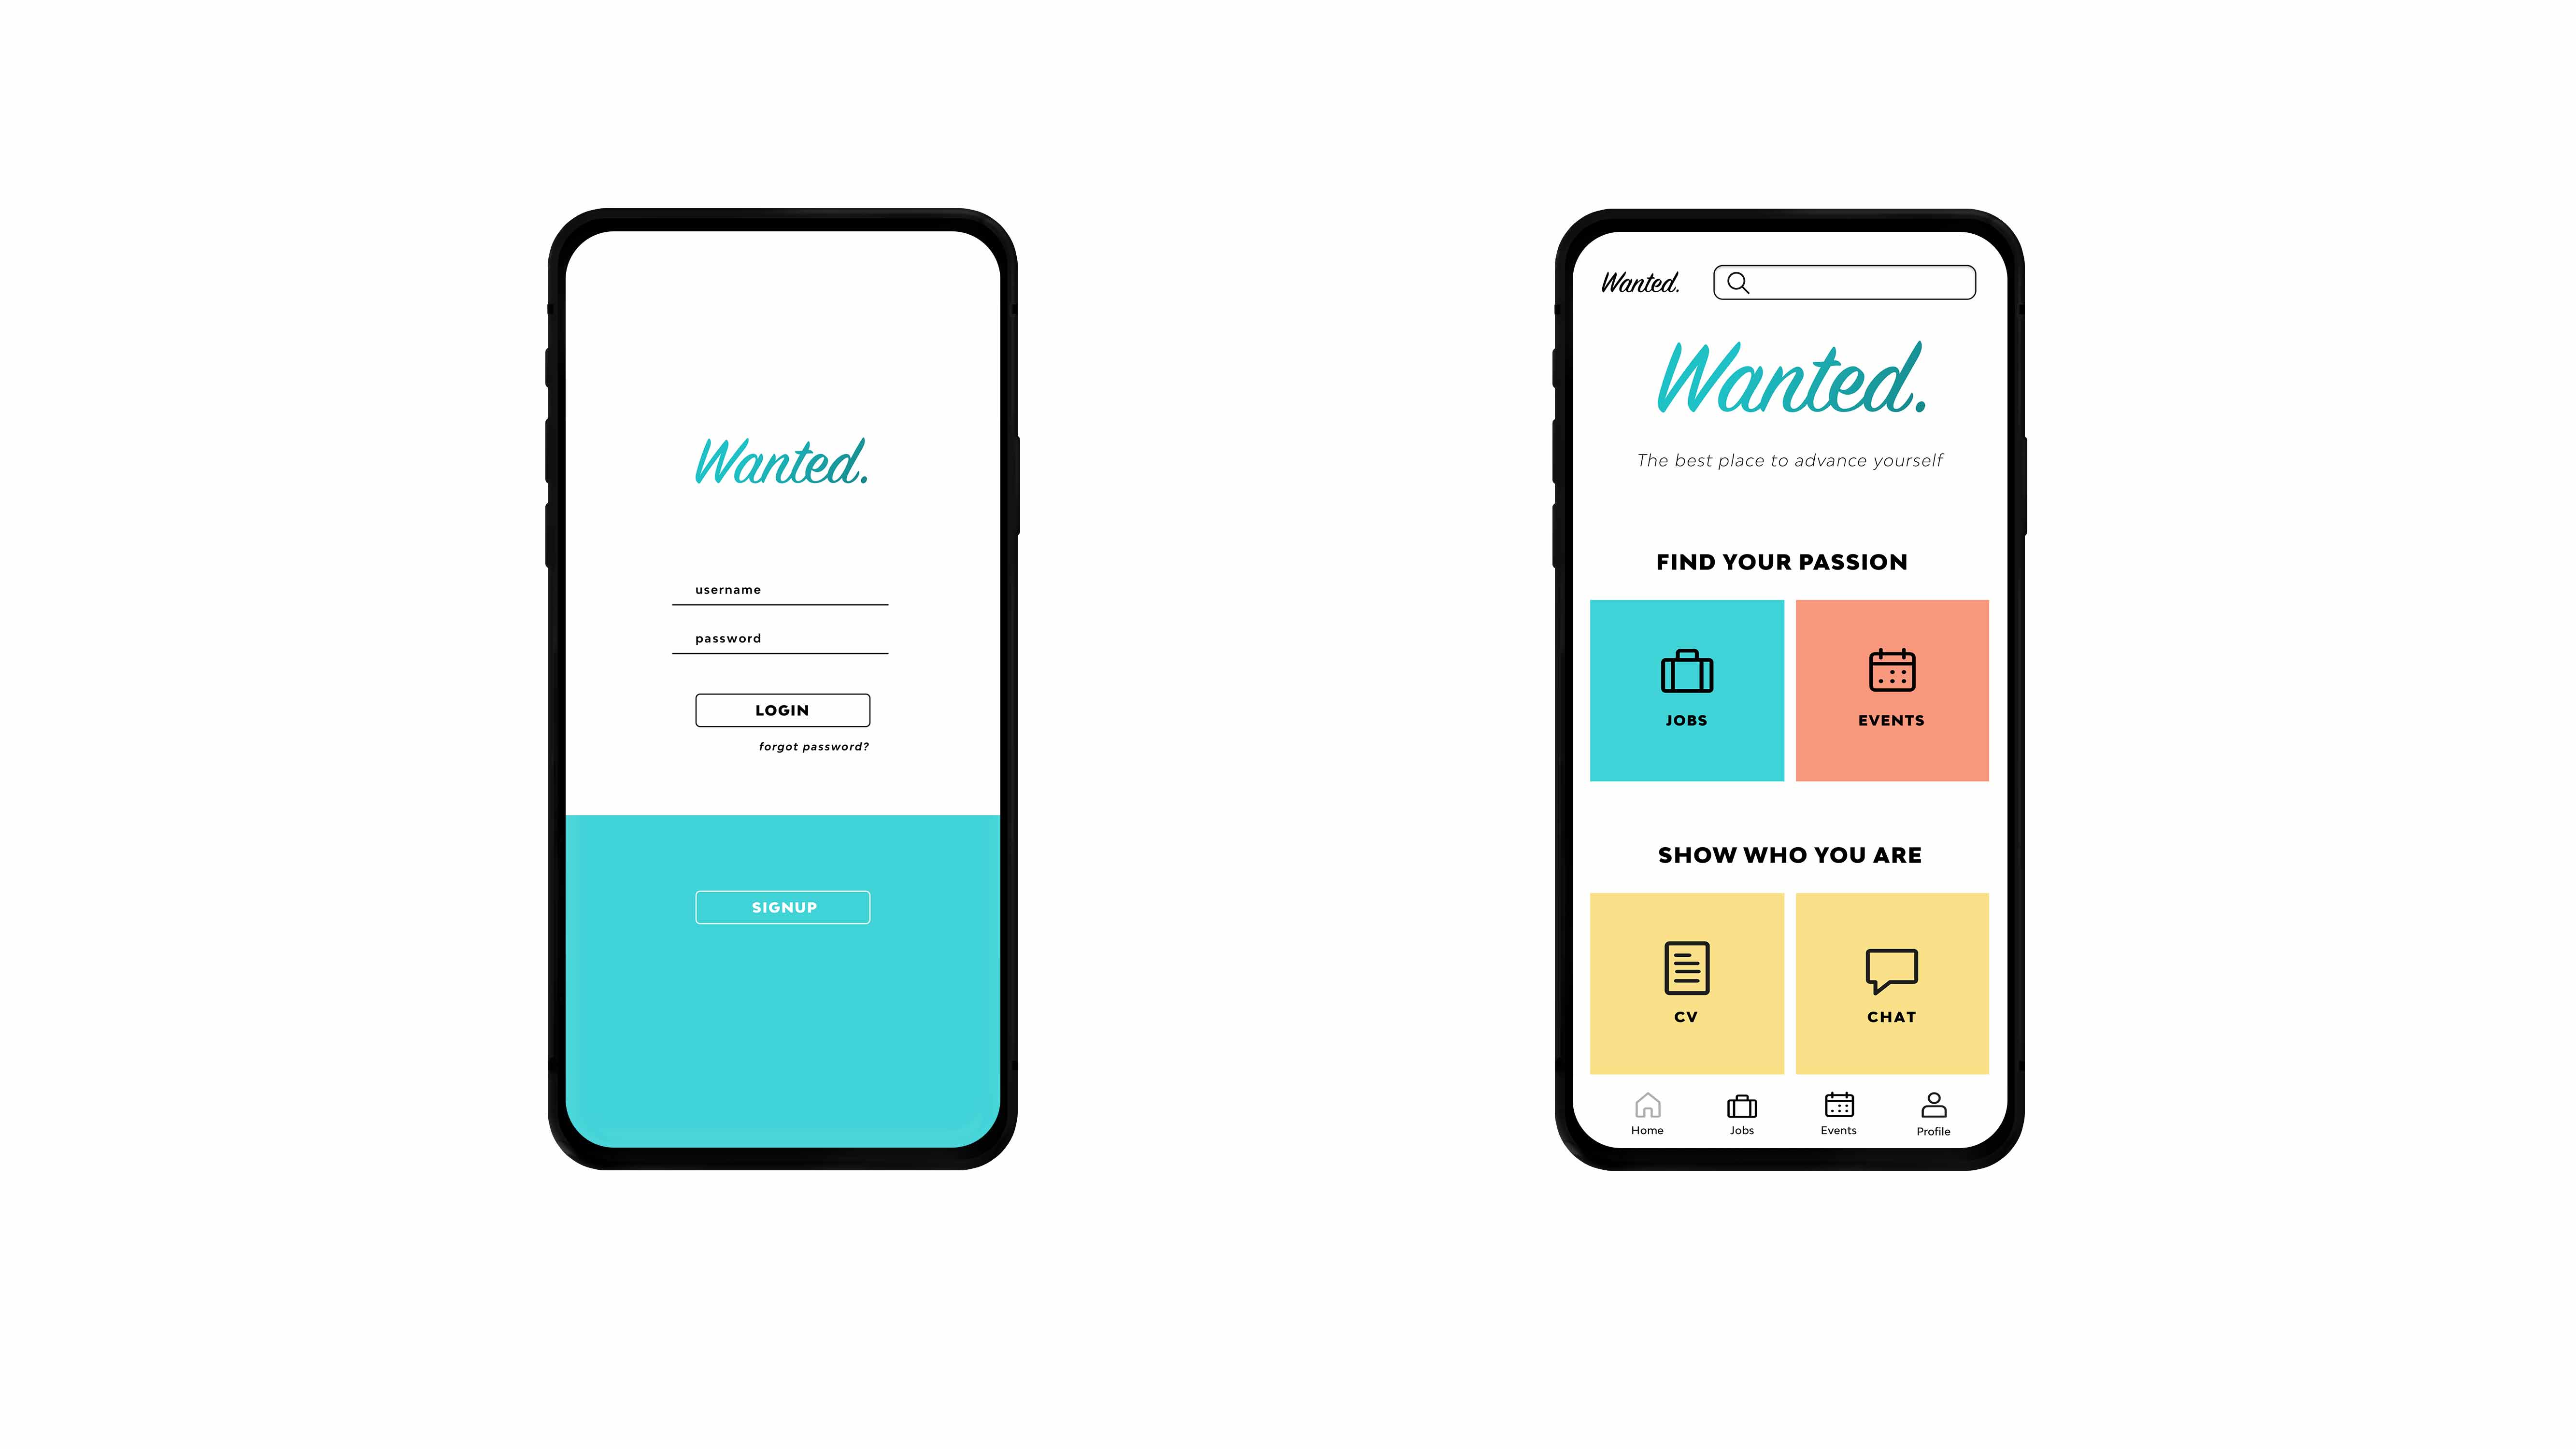 Wanted.
username
password
LOGIN
forgot password?
SIGNUP
Wanted.
Wanted.
The best place to advance yourself
FIND YOUR PASSION
JOBS EVENTS
SHOW WHO YOU ARE
CV CHAT
Home Jobs Events Profile